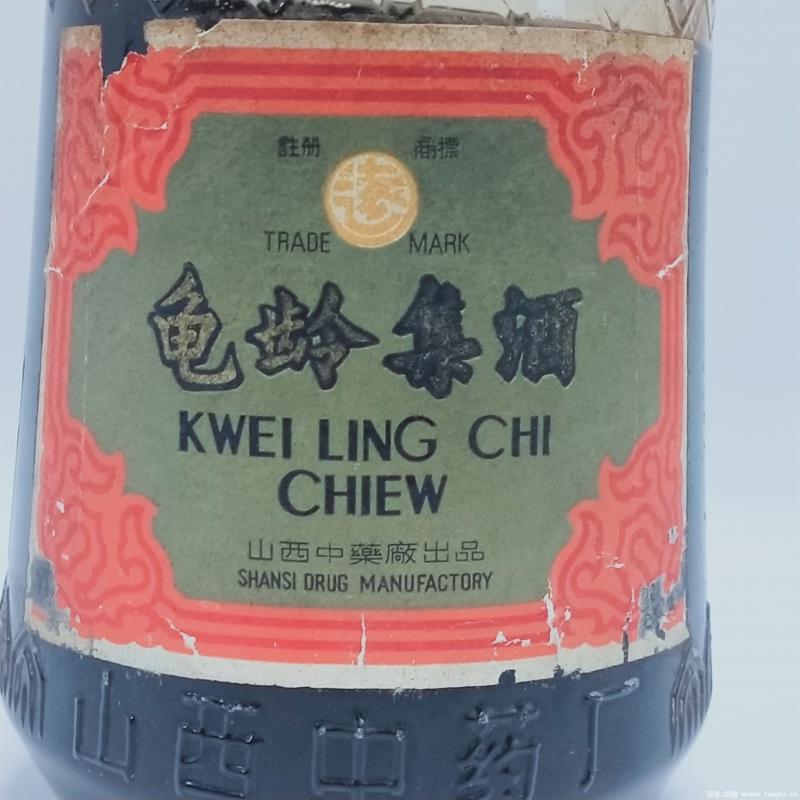 註册 商標
TRADE MARK
龟龄集酒
KWEI LING CHI
CHIEW
山西中藥廠出品
SHANSI DRUG MANUFACTORY
山西中药厂